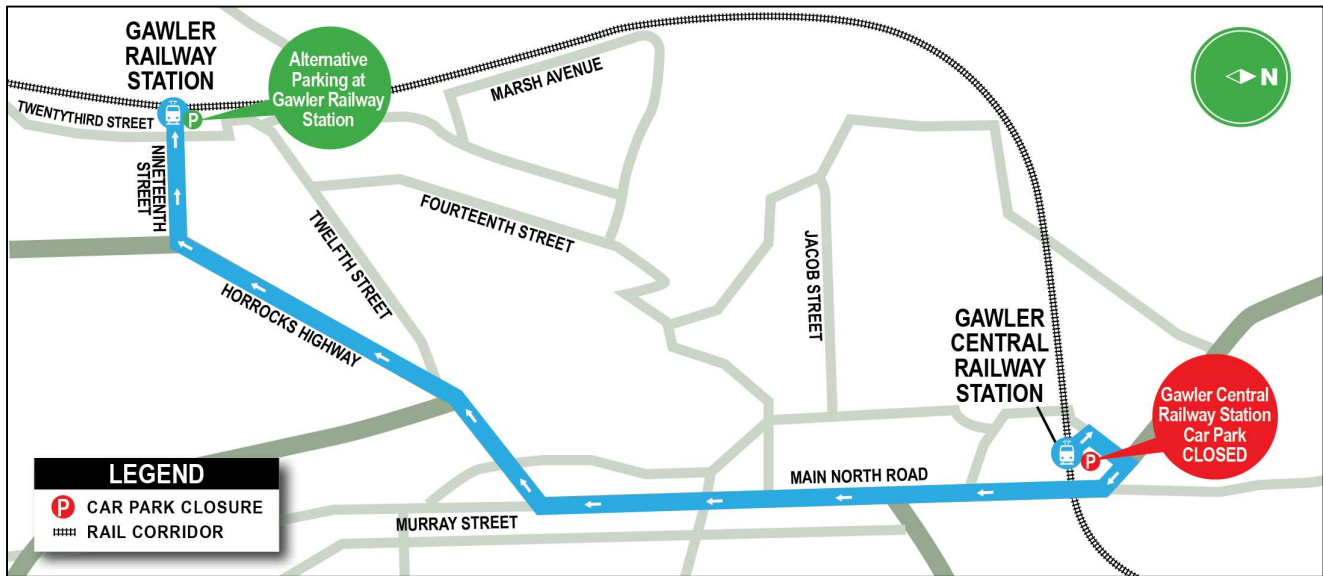 GAWLER
RAILWAY
STATION
Alternative
Parking at
Gawler Railway
Station
MARSH AVENUE
N
TWENTYTHIRD STREET
P
NINETEENTH
STREET
FOURTEENTH STREET
TWELFTH STREET
JACOB STREET
HORROCKS HIGHWAY
GAWLER
CENTRAL
RAILWAY
STATION
Gawler Central
Railway Station
Car Park
CLOSED
P
MAIN NORTH ROAD
MURRAY STREET
LEGEND
P CAR PARK CLOSURE
RAIL CORRIDOR